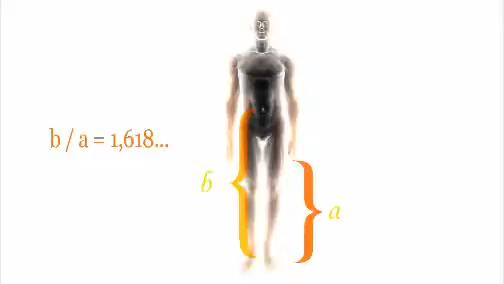 b / a = 1,618...
b
a